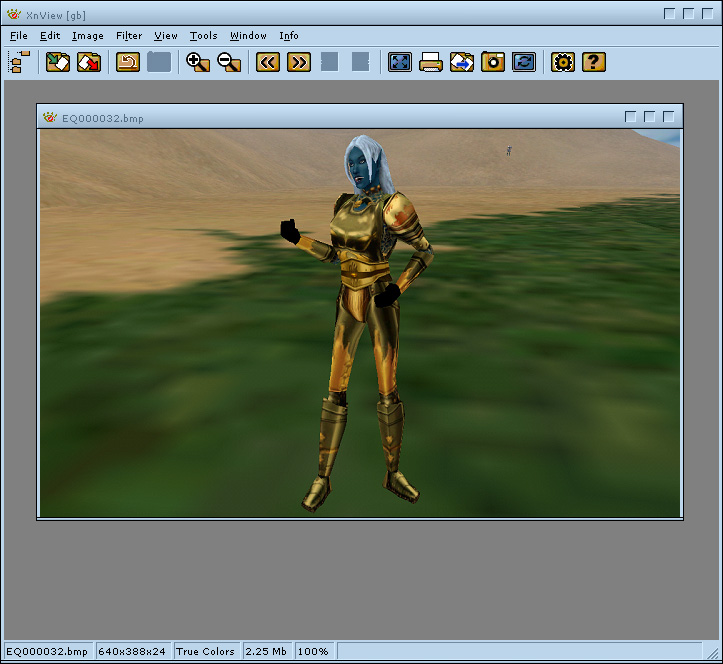 XnView [gb]
File Edit Image Filter View Tools Window Info
EQ000032.bmp
EQ000032.bmp 640x388x24 True Colors 2.25 Mb 100%